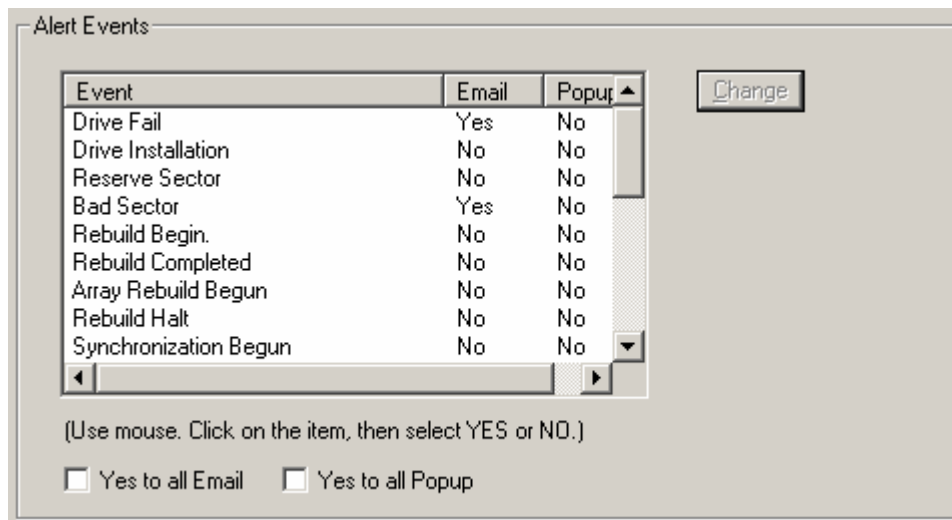 Alert Events
Event Email Popup
Change
Drive Fail Yes No
Drive Installation No No
Reserve Sector No No
Bad Sector Yes No
Rebuild Begin. No No
Rebuild Completed No No
Array Rebuild Begun No No
Rebuild Halt No No
Synchronization Begun No No
(Use mouse. Click on the item, then select YES or NO.)
Yes to all Email Yes to all Popup